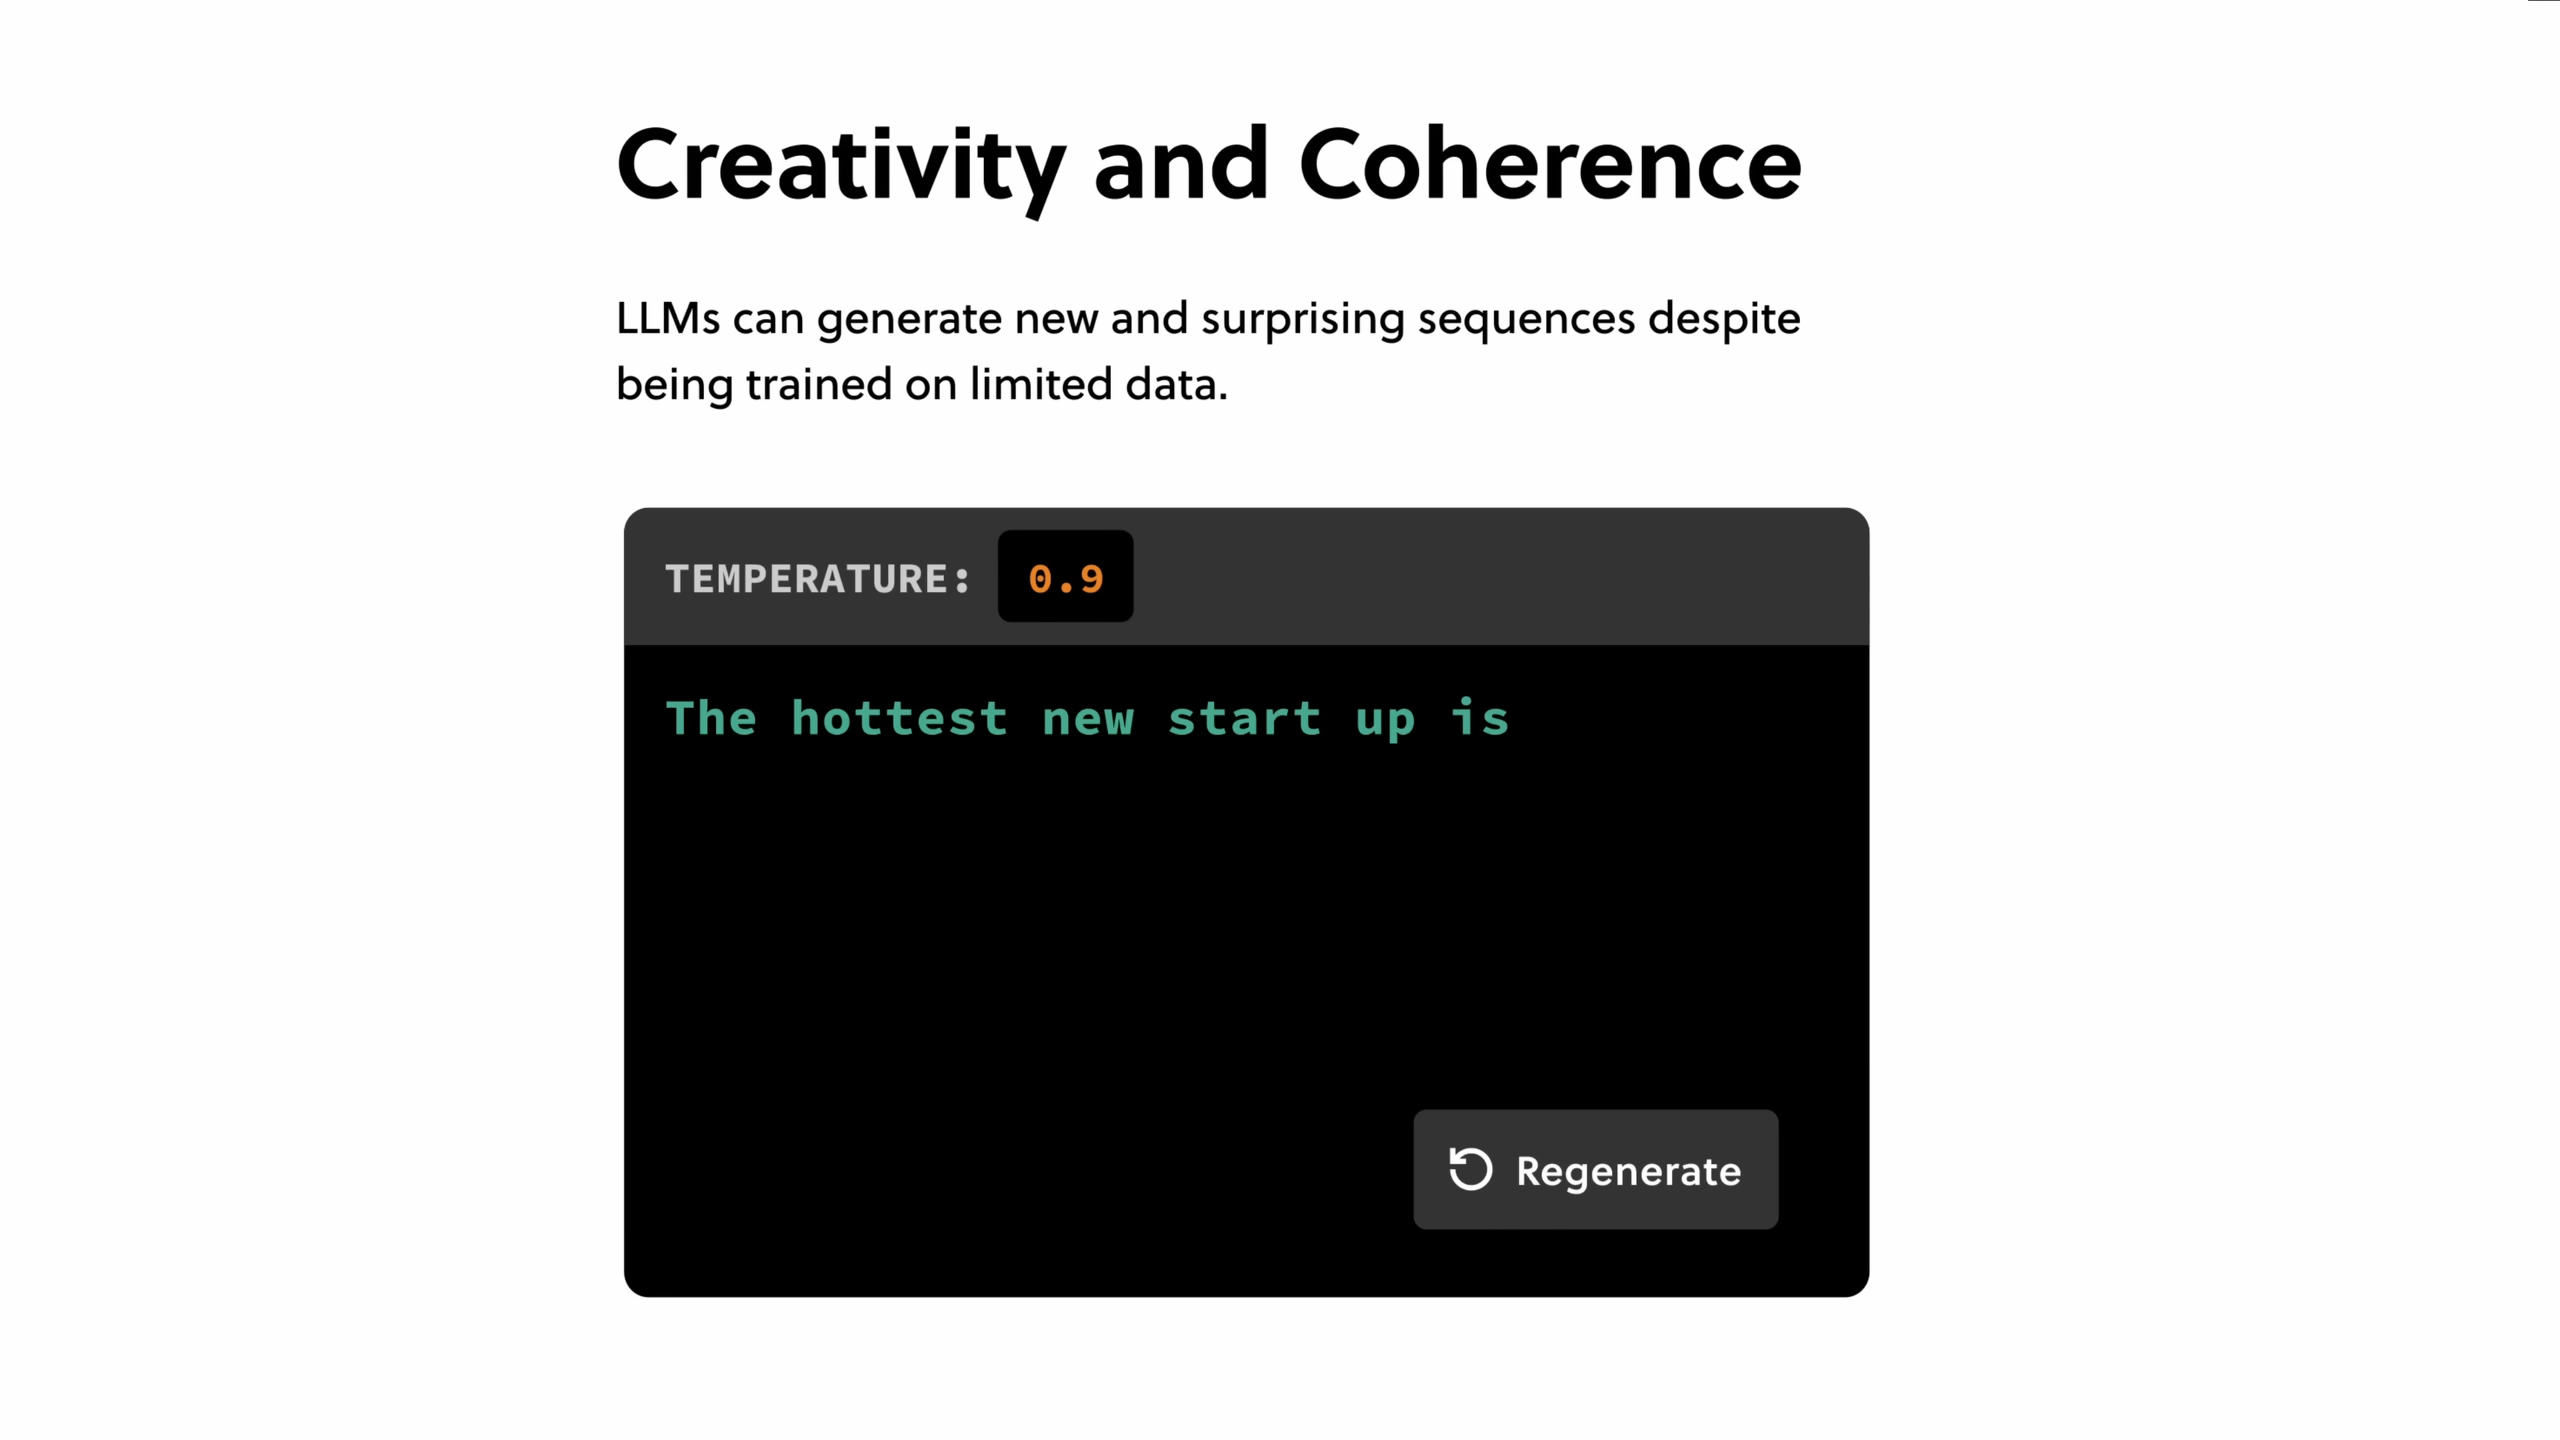 Creativity and Coherence
LLMs can generate new and surprising sequences despite
being trained on limited data.
TEMPERATURE: 0.9
The hottest new start up is
Regenerate